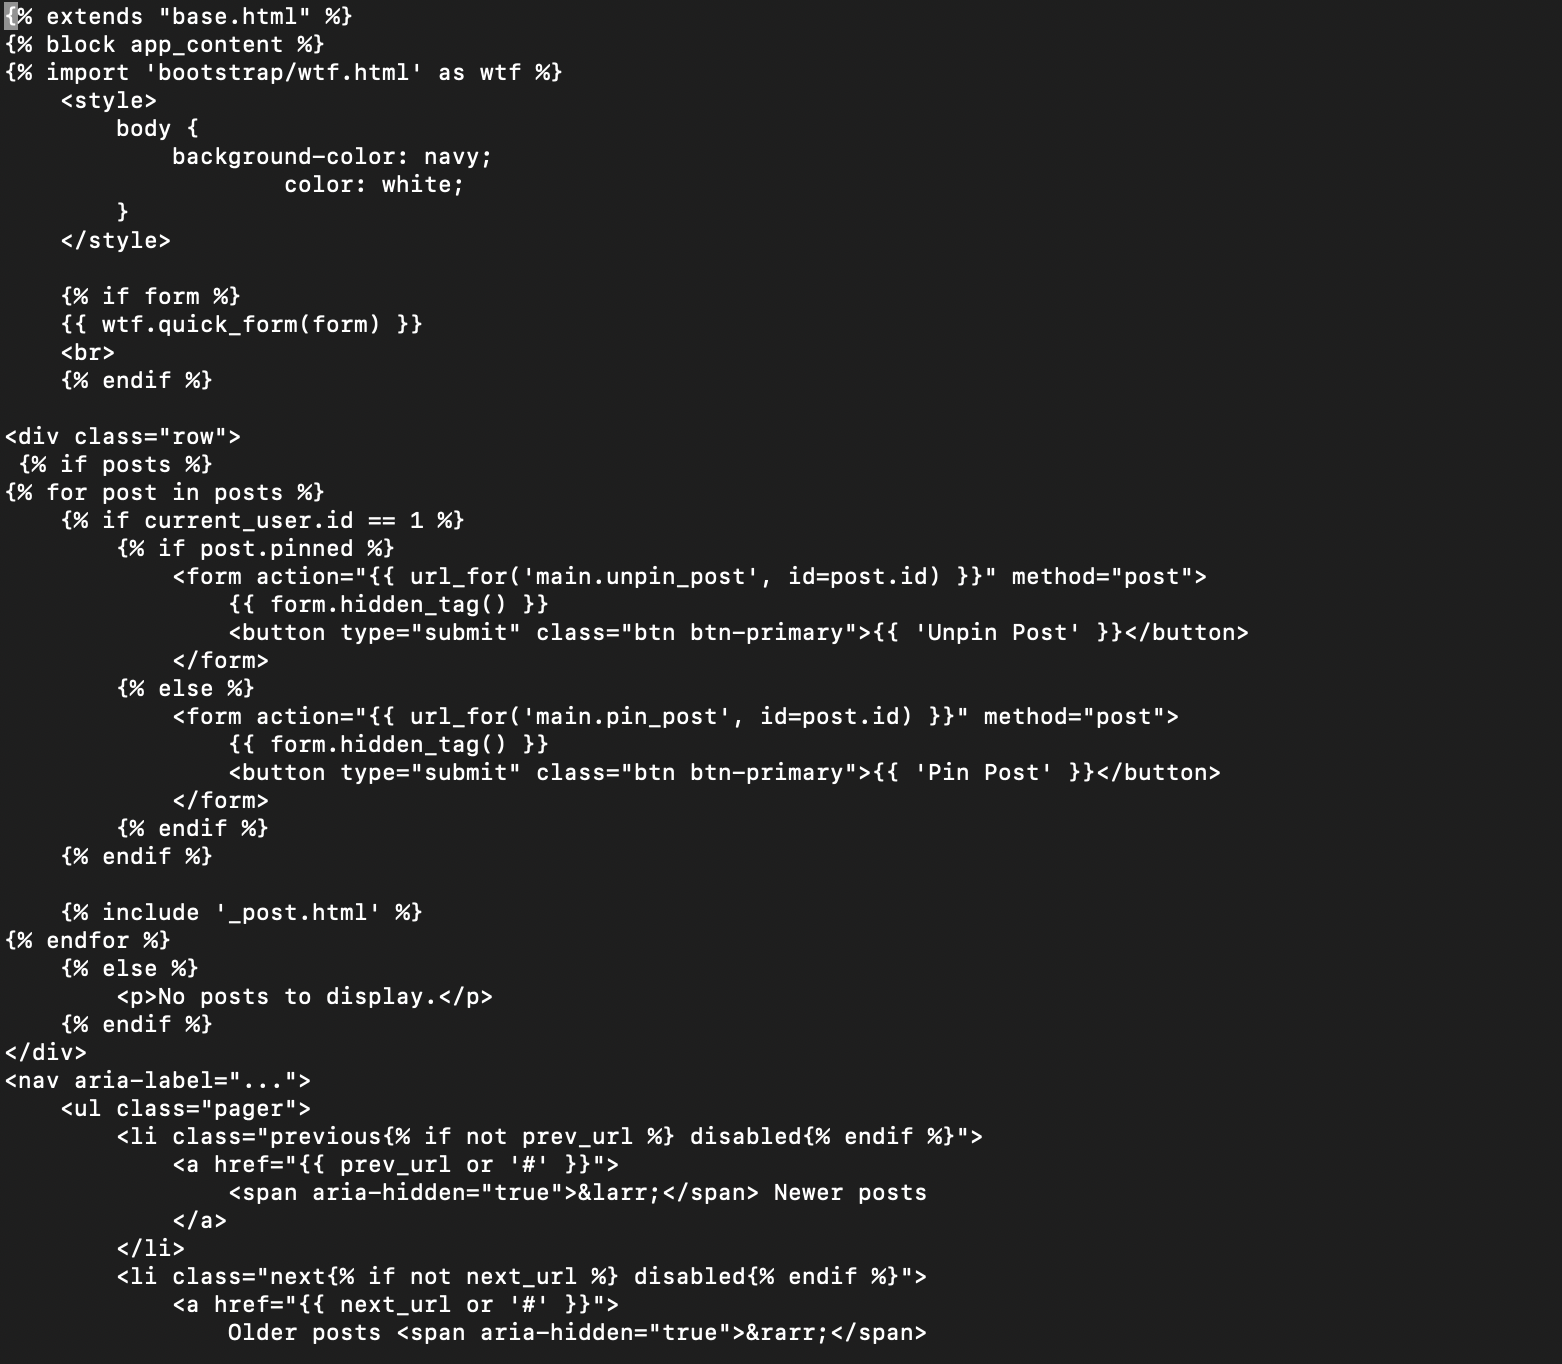 {% extends "base.html" %}
{% block app_content %}
{% import 'bootstrap/wtf.html' as wtf %}
    <style>
        body {
            background-color: navy;
                    color: white;
        }
    </style>

    {% if form %}
    {{ wtf.quick_form(form) }}
    <br>
    {% endif %}

<div class="row">
 {% if posts %}
{% for post in posts %}
    {% if current_user.id == 1 %}
        {% if post.pinned %}
            <form action="{{ url_for('main.unpin_post', id=post.id) }}" method="post">
                {{ form.hidden_tag() }}
                <button type="submit" class="btn btn-primary">{{ 'Unpin Post' }}</button>
            </form>
        {% else %}
            <form action="{{ url_for('main.pin_post', id=post.id) }}" method="post">
                {{ form.hidden_tag() }}
                <button type="submit" class="btn btn-primary">{{ 'Pin Post' }}</button>
            </form>
        {% endif %}
    {% endif %}

    {% include '_post.html' %}
{% endfor %}
    {% else %}
        <p>No posts to display.</p>
    {% endif %}
</div>
<nav aria-label="...">
    <ul class="pager">
        <li class="previous{% if not prev_url %} disabled{% endif %}">
            <a href="{{ prev_url or '#' }}">
                <span aria-hidden="true">&larr;</span> Newer posts
            </a>
        </li>
        <li class="next{% if not next_url %} disabled{% endif %}">
            <a href="{{ next_url or '#' }}">
                Older posts <span aria-hidden="true">&rarr;</span>